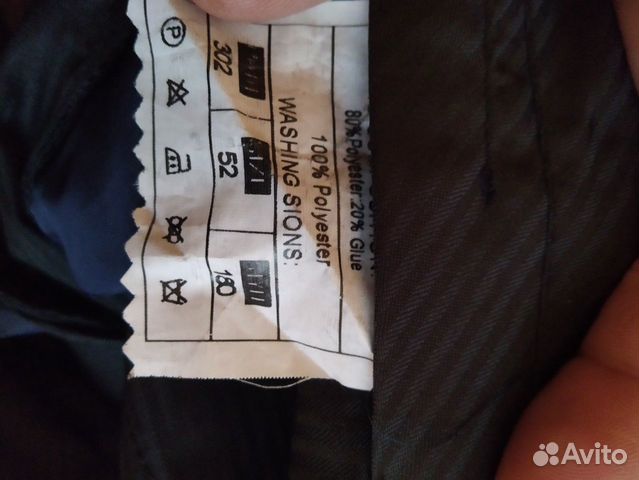 80%Polyester 20% Glue
100% Polyester
WASHING SIONS:
302 52 180
P
Avito